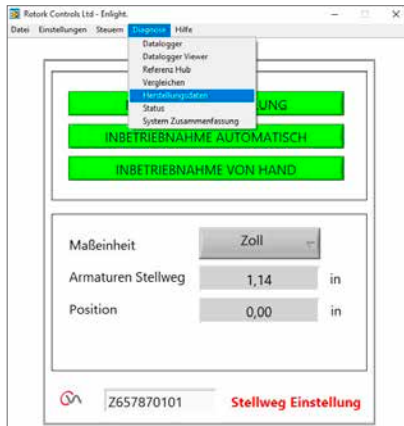 Rotork Controls Ltd - Enlight.
Datei Einstellungen Steuern Diagnose Hilfe
Datalogger
Datalogger Viewer
Referenz Hub
Vergleichen
Herstellungsdaten
Status
System Zusammenfassung
UNG
INBETRIEBNAHME AUTOMATISCH
INBETRIEBNAHME VON HAND
Maßeinheit Zoll
Armaturen Stellweg 1,14 in
Position 0,00 in
Z657870101 Stellweg Einstellung